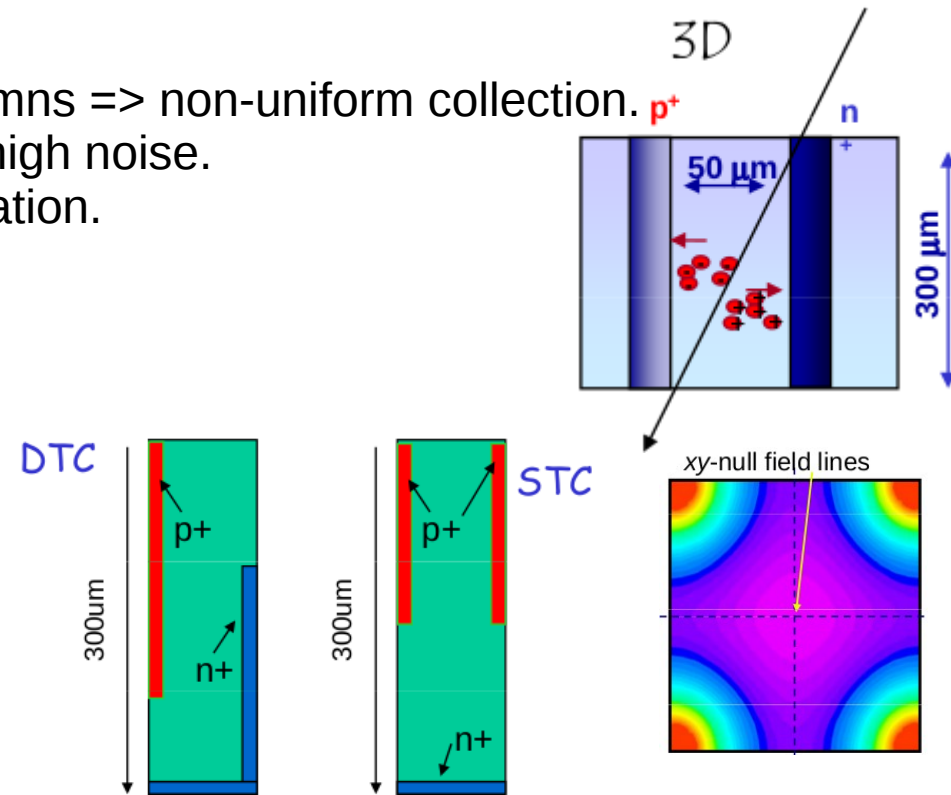 3D
mns => non-uniform collection.
high noise.
ation.
p+
n
+
50 µm
300 µm
- - - -
+ + + + +
DTC
p+
n+
300um
STC
p+
n+
300um
xy-null field lines